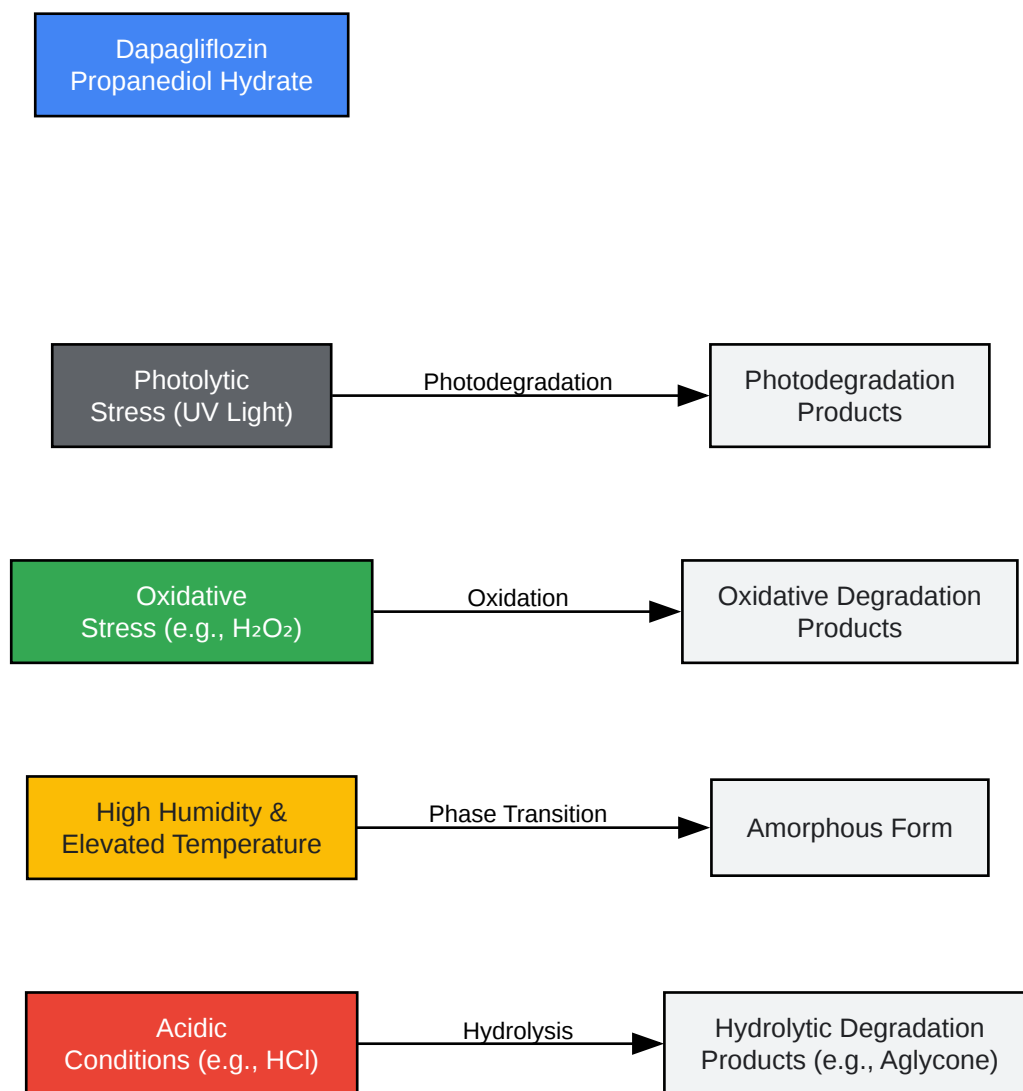 Dapagliflozin
Propanediol Hydrate
Photolytic
Stress (UV Light)
Photodegradation
Photodegradation
Products
Oxidative
Stress (e.g., H₂O₂)
Oxidation
Oxidative Degradation
Products
High Humidity &
Elevated Temperature
Phase Transition
Amorphous Form
Acidic
Conditions (e.g., HCl)
Hydrolysis
Hydrolytic Degradation
Products (e.g., Aglycone)